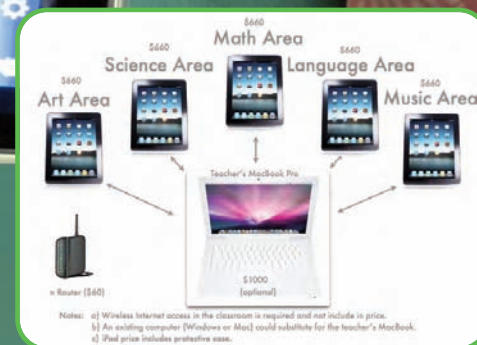 $660
Math Area
$660
Science Area
$660
Language Area
$660
Art Area
$660
Music Area
Teacher's MacBook Pro
$1000
(optional)
n Router ($60)
Notes: a) Wireless Internet access in the classroom is required and not include in price.
b) An existing computer (Windows or Mac) could substitute for the teacher's MacBook.
c) iPad price includes protective case.